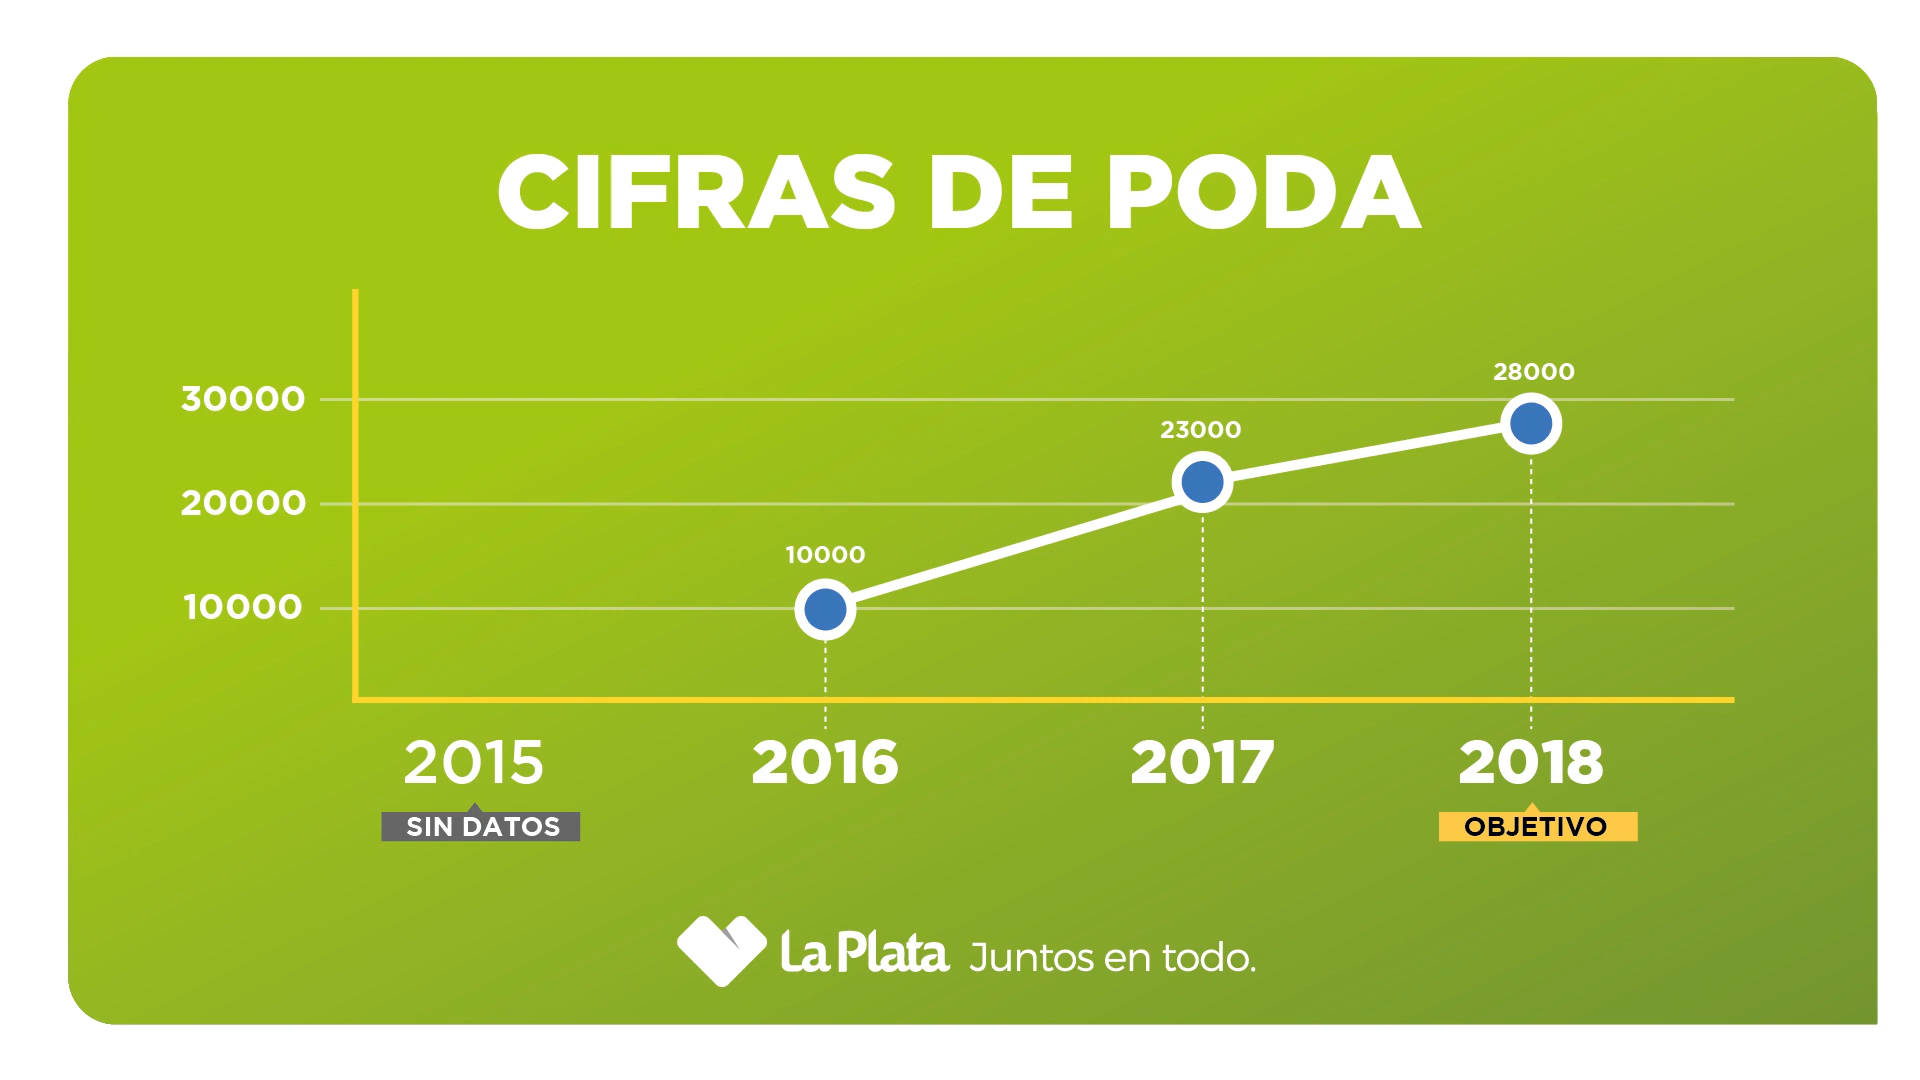 CIFRAS DE PODA
30000
20000
10000
10000
23000
28000
2015
2016
2017
2018
SIN DATOS
OBJETIVO
La Plata Juntos en todo.